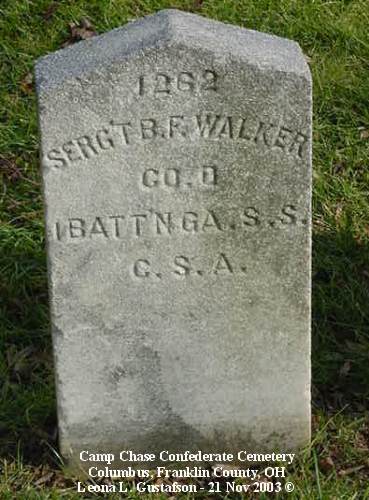 1262
SERG'T B.F. WALKER
CO. D
1 BATT'N GA. S.S.
C. S. A.
Camp Chase Confederate Cemetery
Columbus, Franklin County, OH
Leona L. Gustafson - 21 Nov 2003 ©